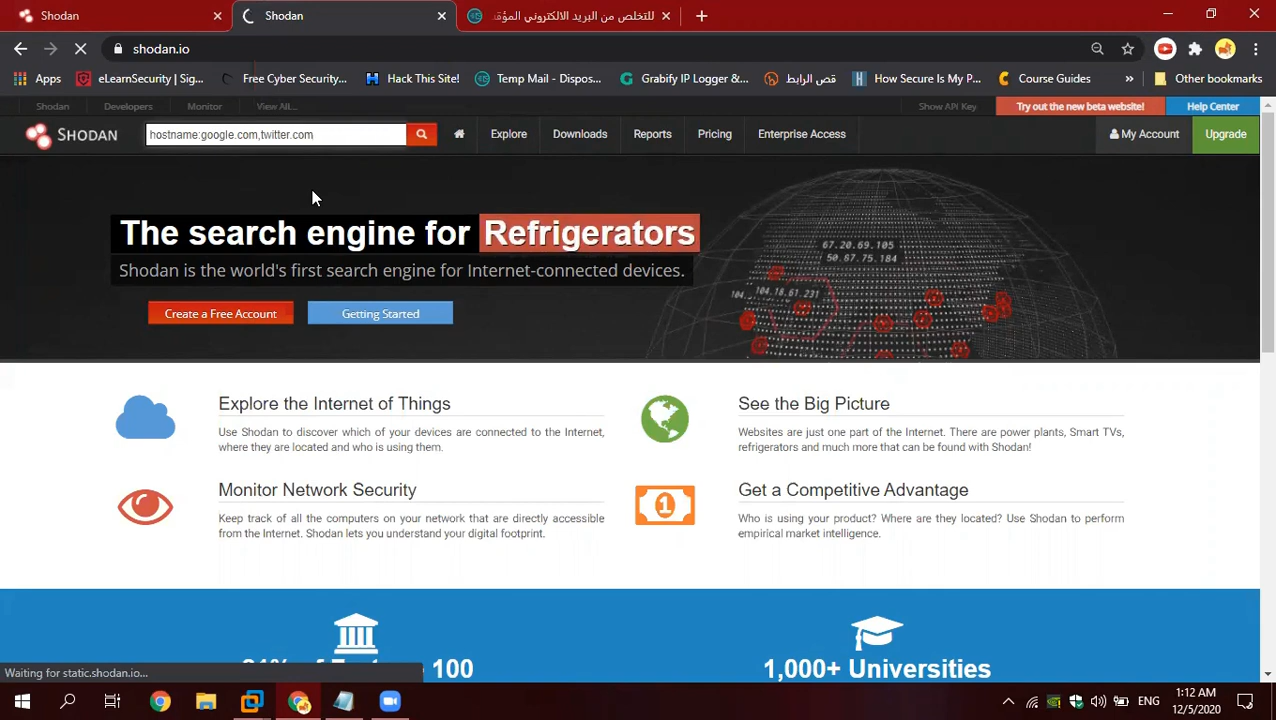 Shodan
Shodan
للتخلص من البريد الالكتروني المؤقت
shodan.io
Apps
eLearnSecurity | Sig...
Free Cyber Security...
Hack This Site!
Temp Mail - Dispos...
Grabify IP Logger &...
قص الرابط
How Secure Is My P...
Course Guides
Other bookmarks
Shodan
Developers
Monitor
View All...
Show API Key
Try out the new beta website!
Help Center
SHODAN
hostname:google.com,twitter.com
Explore
Downloads
Reports
Pricing
Enterprise Access
My Account
Upgrade
The search engine for Refrigerators
Shodan is the world's first search engine for Internet-connected devices.
Create a Free Account
Getting Started
67.20.69.105
50.87.75.184
104.18.61.231
Explore the Internet of Things
Use Shodan to discover which of your devices are connected to the Internet,
where they are located and who is using them.
See the Big Picture
Websites are just one part of the Internet. There are power plants, Smart TVs,
refrigerators and much more that can be found with Shodan!
Monitor Network Security
Keep track of all the computers on your network that are directly accessible
from the Internet. Shodan lets you understand your digital footprint.
Get a Competitive Advantage
Who is using your product? Where are they located? Use Shodan to perform
empirical market intelligence.
100
1,000+ Universities
Waiting for static.shodan.io...
ENG
1:12 AM
12/5/2020